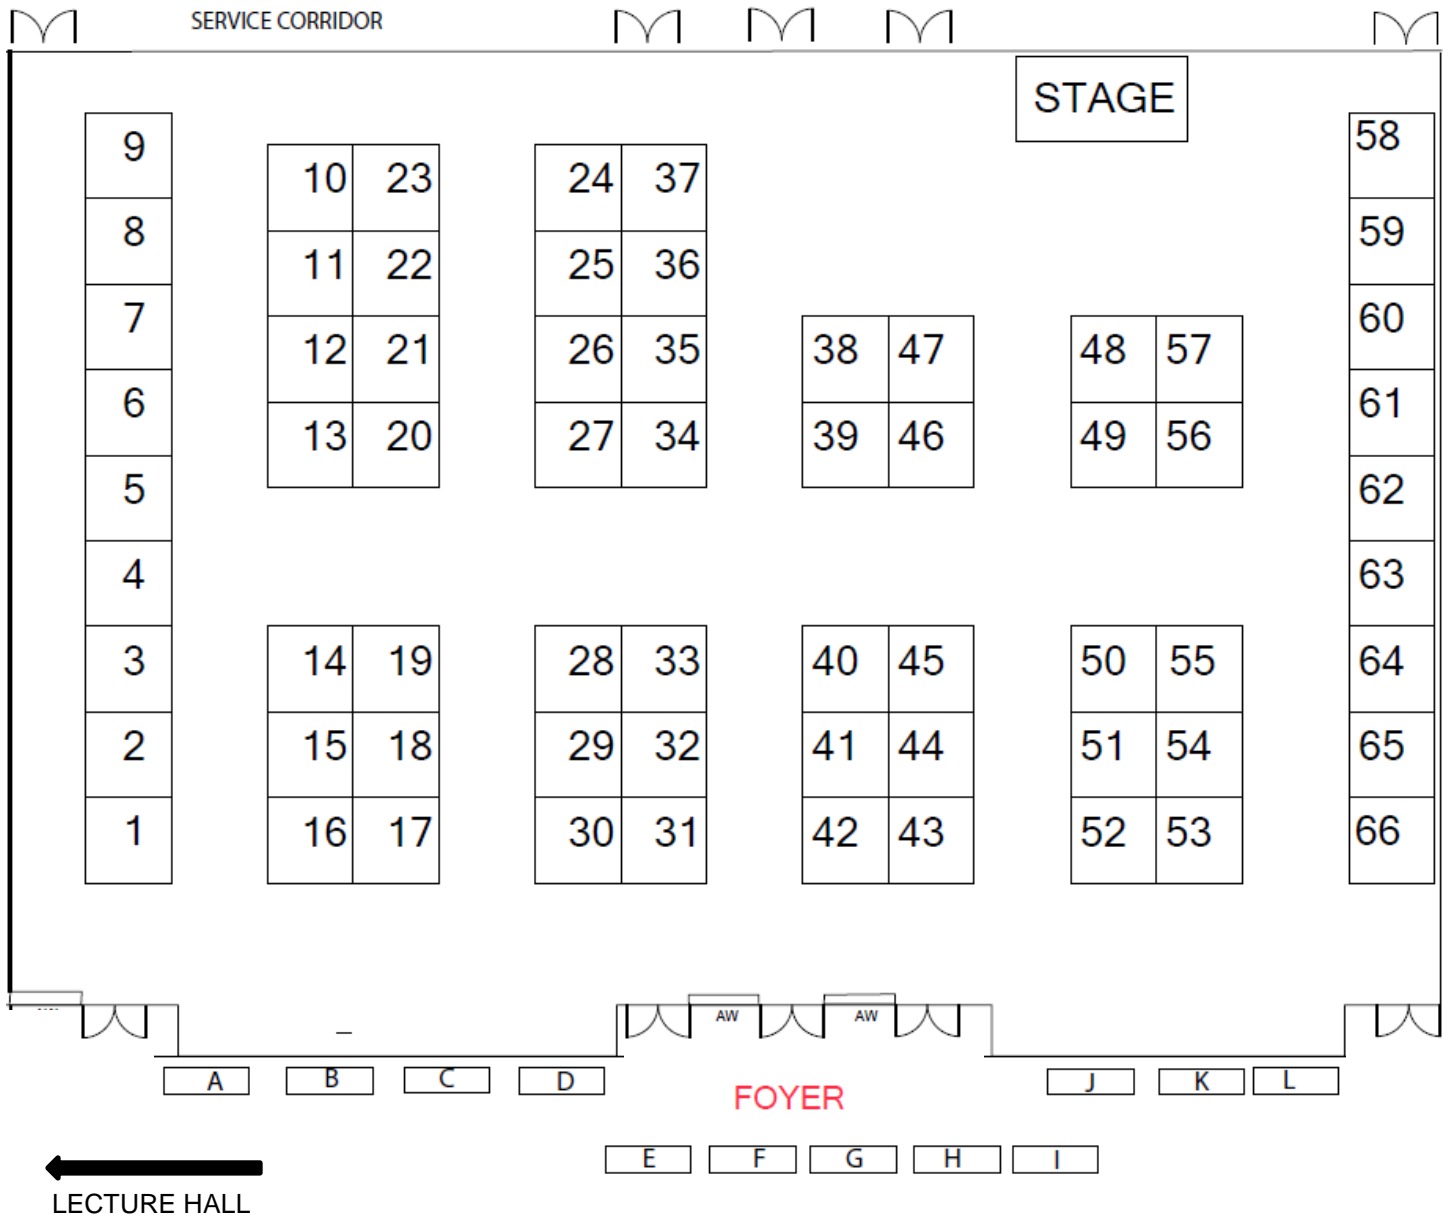 SERVICE CORRIDOR
STAGE
9 58
10 23 24 37
8 59
11 22 25 36
7 60
12 21 26 35 38 47 48 57
6 61
13 20 27 34 39 46 49 56
5 62
4 63
3 14 19 28 33 40 45 50 55 64
2 15 18 29 32 41 44 51 54 65
1 16 17 30 31 42 43 52 53 66
AW AW
A B C D J K L
FOYER
E F G H I
LECTURE HALL